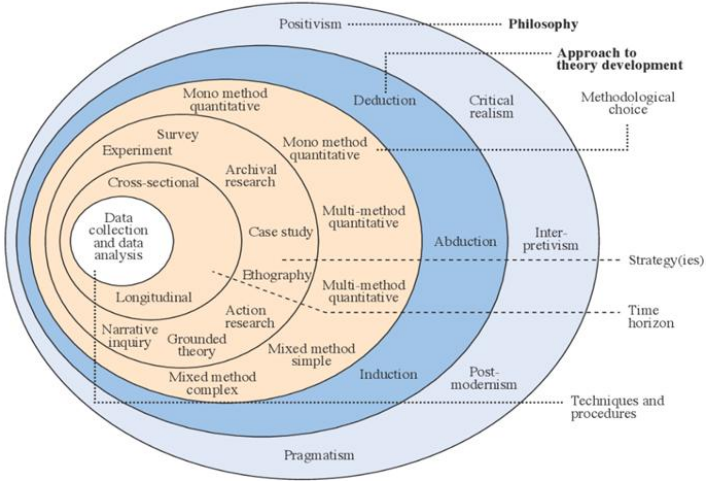 Positivism
Philosophy
Approach to
theory development
Mono method
quantitative
Deduction
Critical
realism
Methodological
choice
Survey
Experiment
Mono method
quantitative
Archival
research
Cross-sectional
Data
collection
and data
analysis
Case study
Multi-method
quantitative
Abduction
Inter-
pretivism
Strategy(ies)
Ethography
Multi-method
quantitative
Longitudinal
Time
horizon
Action
research
Narrative
inquiry
Grounded
theory
Mixed method
simple
Mixed method
complex
Induction
Post-
modernism
Techniques and
procedures
Pragmatism